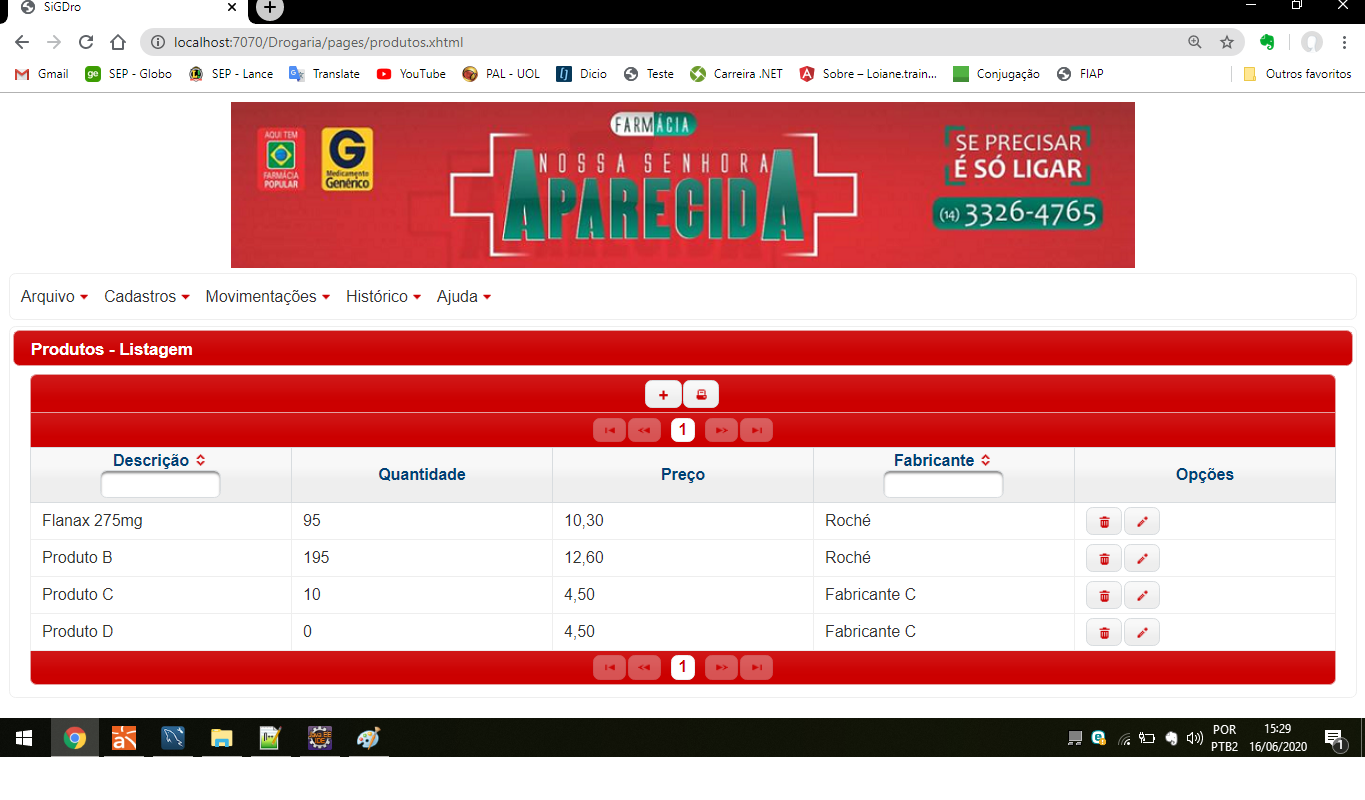 SiGDro
localhost:7070/Drogaria/pages/produtos.xhtml
Gmail SEP - Globo SEP - Lance Translate YouTube PAL - UOL Dicio Teste Carreira .NET Sobre – Loiane.train... Conjugação FIAP Outros favoritos
AQUI TEM
FARMÁCIA
POPULAR
G
Medicamento
Genérico
FARMÁCIA
NOSSA SENHORA
APARECIDA
SE PRECISAR
É SÓ LIGAR
(14) 3326-4765
Arquivo Cadastros Movimentações Histórico Ajuda
Produtos - Listagem
1
Descrição Quantidade Preço Fabricante Opções
Flanax 275mg 95 10,30 Roché
Produto B 195 12,60 Roché
Produto C 10 4,50 Fabricante C
Produto D 0 4,50 Fabricante C
1
POR 15:29
PTB2 16/06/2020
1